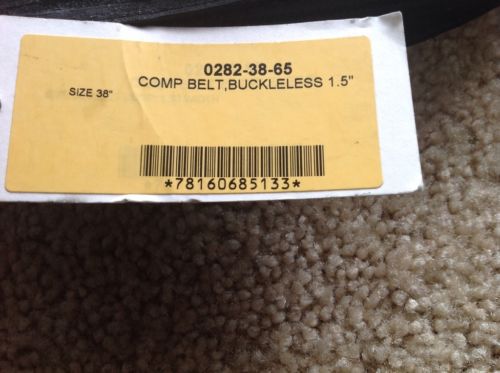 0282-38-65
COMP BELT,BUCKLELESS 1.5"
SIZE 38"
*78160685133*